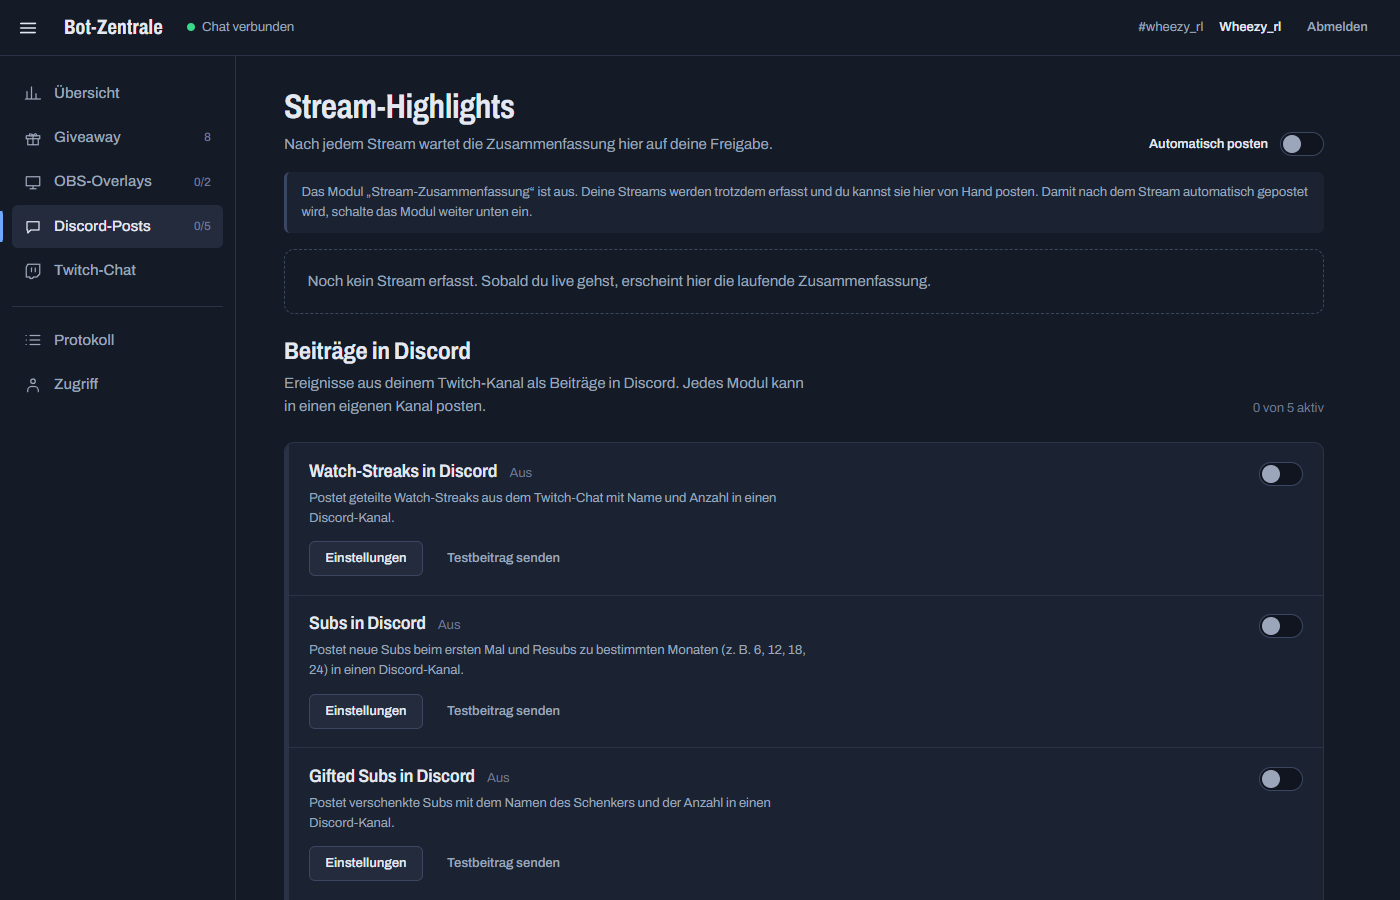 Bot-Zentrale
Chat verbunden
#wheezy_rl
Wheezy_rl
Abmelden
Übersicht
Giveaway 8
OBS-Overlays 0/2
Discord-Posts 0/5
Twitch-Chat
Protokoll
Zugriff
Stream-Highlights
Nach jedem Stream wartet die Zusammenfassung hier auf deine Freigabe.
Automatisch posten
Das Modul „Stream-Zusammenfassung“ ist aus. Deine Streams werden trotzdem erfasst und du kannst sie hier von Hand posten. Damit nach dem Stream automatisch gepostet
wird, schalte das Modul weiter unten ein.
Noch kein Stream erfasst. Sobald du live gehst, erscheint hier die laufende Zusammenfassung.
Beiträge in Discord
Ereignisse aus deinem Twitch-Kanal als Beiträge in Discord. Jedes Modul kann
in einen eigenen Kanal posten.
0 von 5 aktiv
Watch-Streaks in Discord Aus
Postet geteilte Watch-Streaks aus dem Twitch-Chat mit Name und Anzahl in einen
Discord-Kanal.
Einstellungen Testbeitrag senden
Subs in Discord Aus
Postet neue Subs beim ersten Mal und Resubs zu bestimmten Monaten (z. B. 6, 12, 18,
24) in einen Discord-Kanal.
Einstellungen Testbeitrag senden
Gifted Subs in Discord Aus
Postet verschenkte Subs mit dem Namen des Schenkers und der Anzahl in einen
Discord-Kanal.
Einstellungen Testbeitrag senden